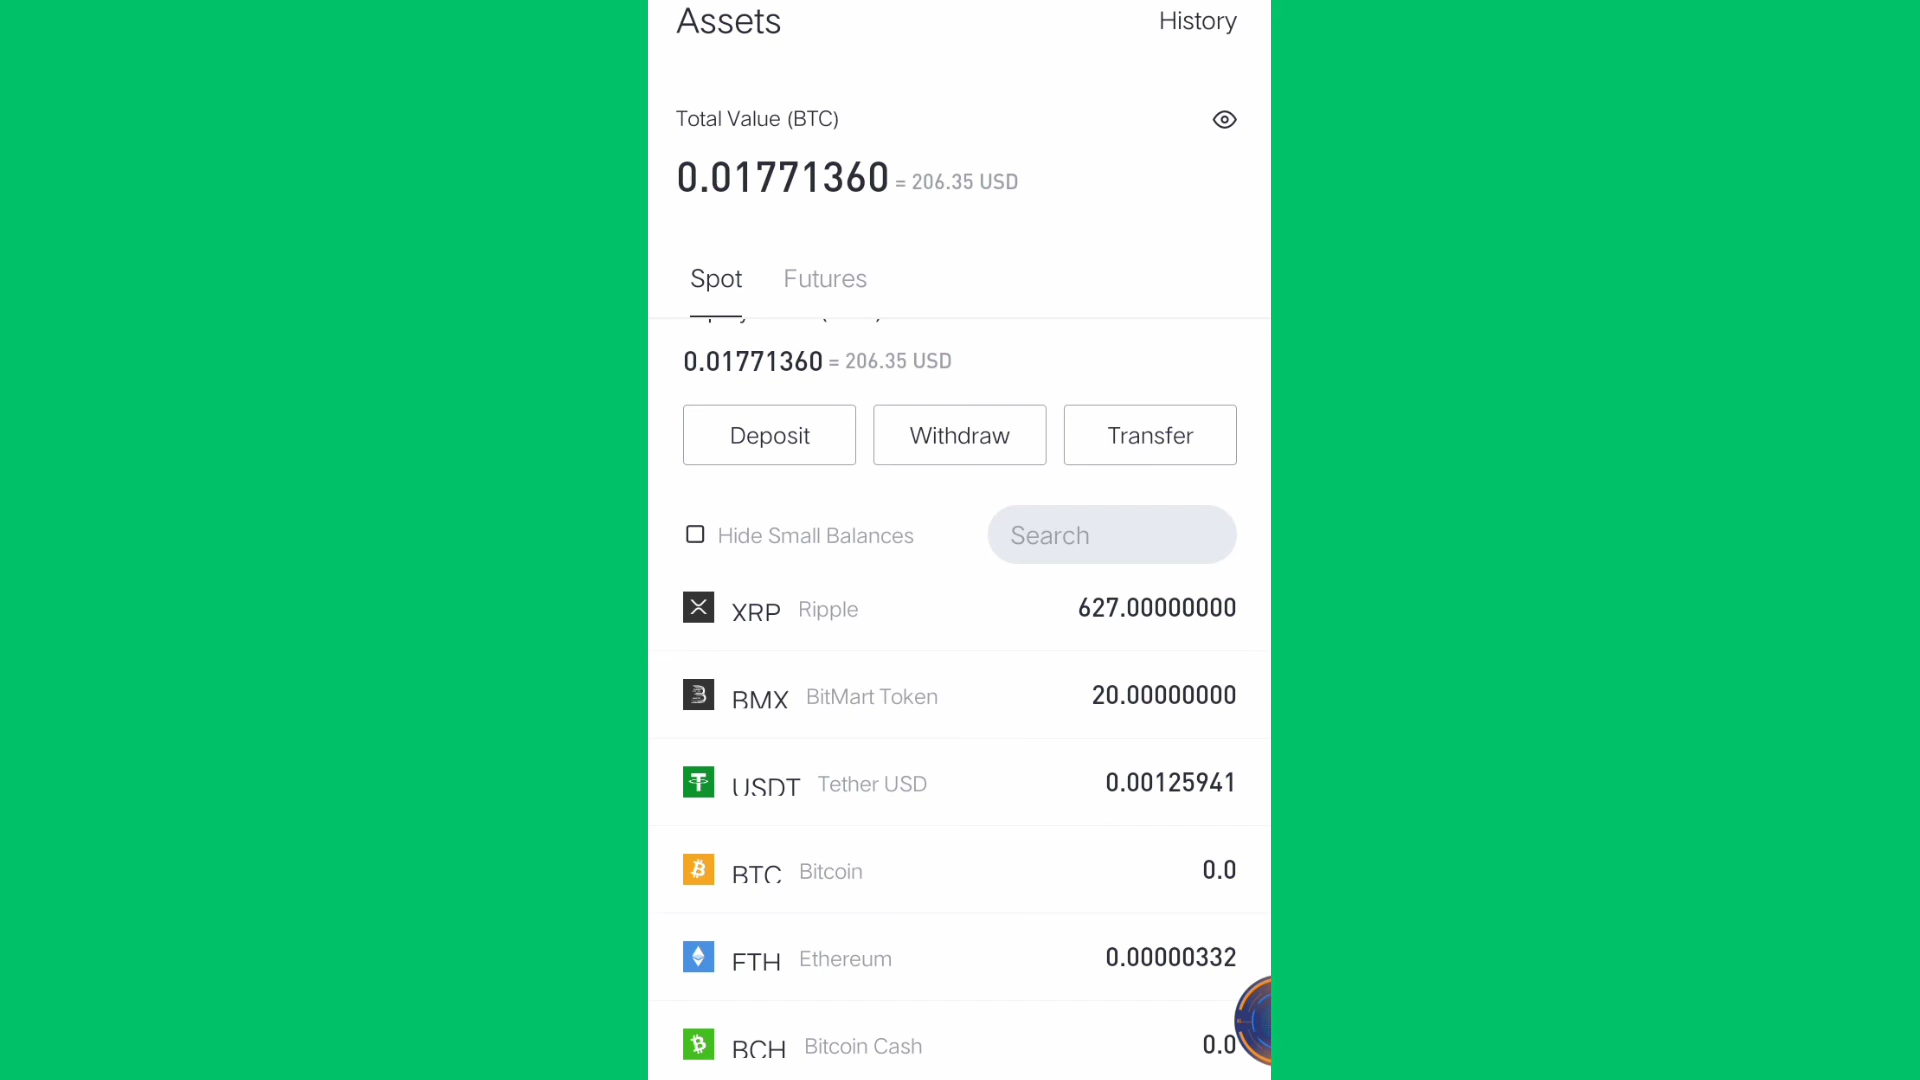 Assets History
Total Value (BTC)
0.01771360 = 206.35 USD
Spot Futures
0.01771360 = 206.35 USD
Deposit Withdraw Transfer
Hide Small Balances Search
XRP Ripple 627.00000000
BMX BitMart Token 20.00000000
USDT Tether USD 0.00125941
BTC Bitcoin 0.0
ETH Ethereum 0.00000332
BCH Bitcoin Cash 0.0